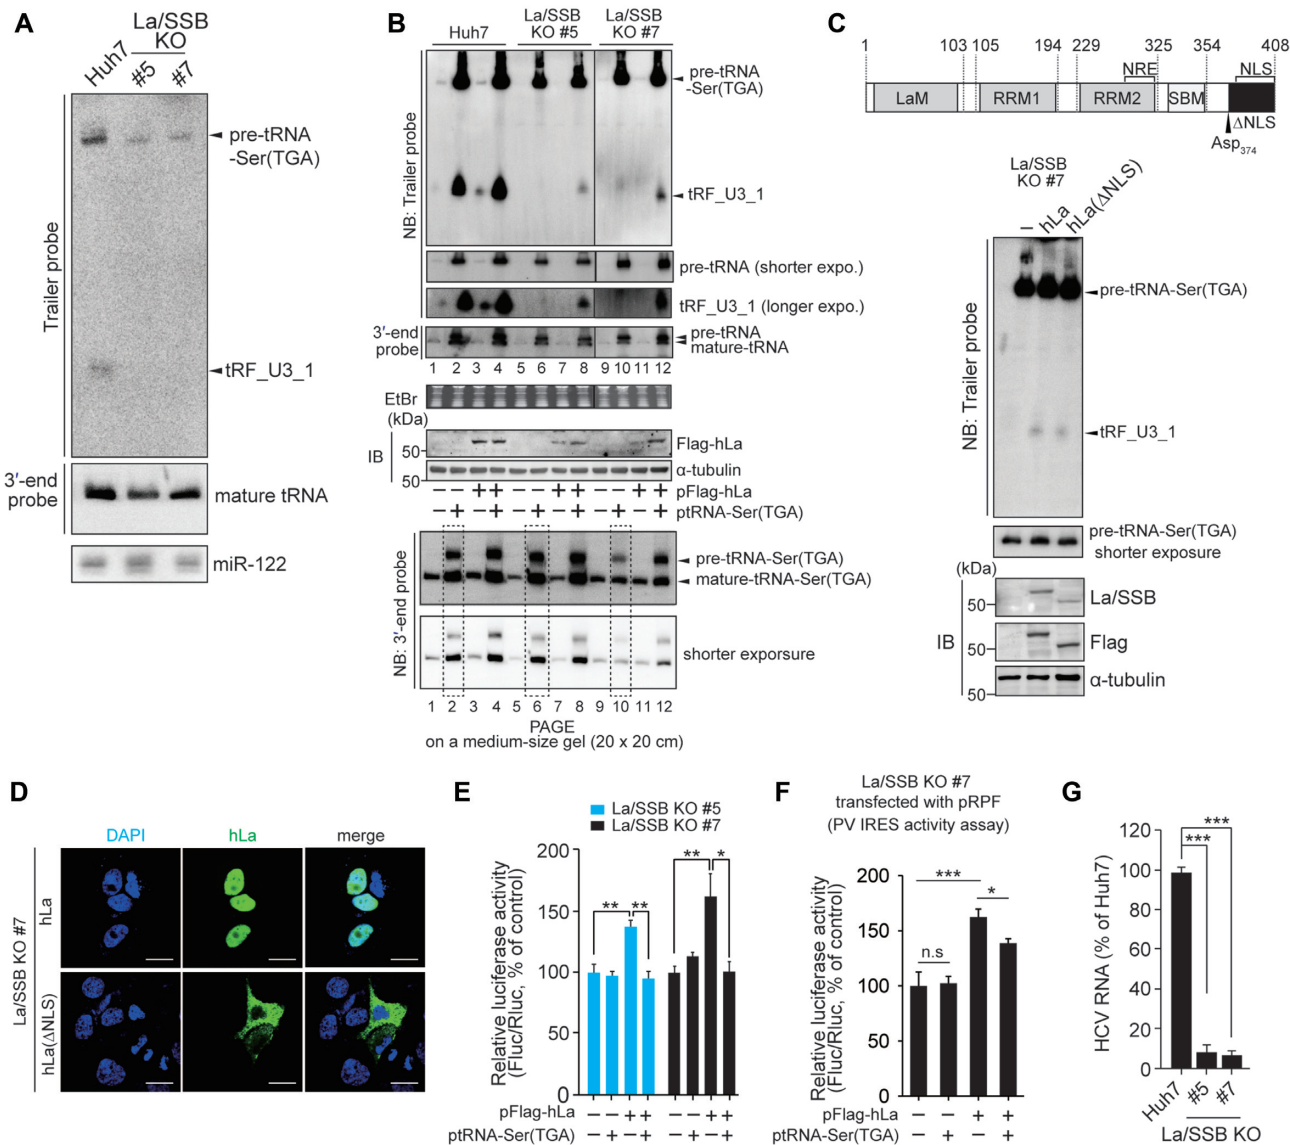 A
La/SSB
KO
Huh7
#5
#7
Trailer probe
pre-tRNA
-Ser(TGA)
tRF_U3_1
3′-end
probe
mature tRNA
miR-122
B
Huh7
La/SSB
KO #5
La/SSB
KO #7
NB: Trailer probe
pre-tRNA
-Ser(TGA)
tRF_U3_1
pre-tRNA (shorter expo.)
tRF_U3_1 (longer expo.)
3′-end
probe
pre-tRNA
mature-tRNA
1 2 3 4 5 6 7 8 9 10 11 12
EtBr
(kDa)
IB
50
Flag-hLa
50
α-tubulin
− − + + − − + + − − + + pFlag-hLa
− + − + − + − + − + − + ptRNA-Ser(TGA)
NB: 3′-end probe
pre-tRNA-Ser(TGA)
mature-tRNA-Ser(TGA)
shorter exporsure
1 2 3 4 5 6 7 8 9 10 11 12
PAGE
on a medium-size gel (20 x 20 cm)
C
1 103 105 194 229 325 354 408
NRE NLS
LaM RRM1 RRM2 SBM
ΔNLS
Asp374
La/SSB
KO #7
−
hLa
hLa(ΔNLS)
NB: Trailer probe
pre-tRNA-Ser(TGA)
tRF_U3_1
pre-tRNA-Ser(TGA)
shorter exposure
(kDa)
IB
50
La/SSB
50
Flag
50
α-tubulin
D
DAPI hLa merge
La/SSB KO #7
hLa
hLa(ΔNLS)
E
La/SSB KO #5
La/SSB KO #7
Relative luciferase activity
(Fluc/Rluc, % of control)
200
150
100
50
0
** ** ** *
pFlag-hLa − − + + − − + +
ptRNA-Ser(TGA) − + − + − + − +
F
La/SSB KO #7
transfected with pRPF
(PV IRES activity assay)
Relative luciferase activity
(Fluc/Rluc, % of control)
200
150
100
50
0
***
*
n.s
pFlag-hLa − − + +
ptRNA-Ser(TGA) − + − +
G
HCV RNA (% of Huh7)
120
100
80
60
40
20
0
***
***
Huh7
#5
#7
La/SSB KO